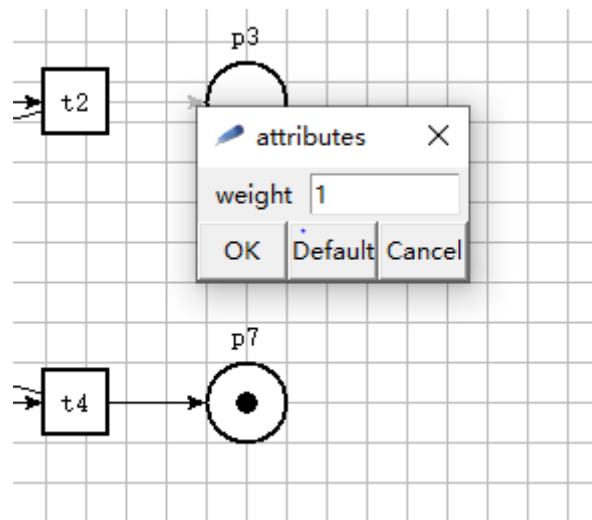 p3
t2
attributes
weight 1
OK Default Cancel
p7
t4